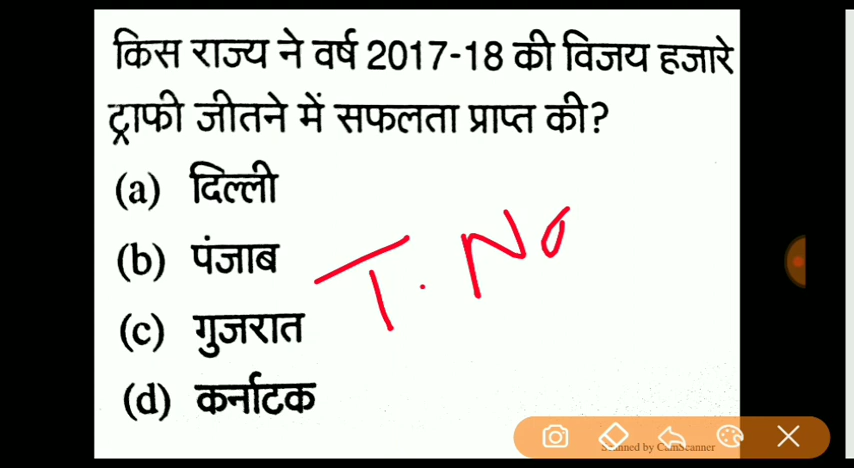 किस राज्य ने वर्ष 2017-18 की विजय हजारे
ट्राफी जीतने में सफलता प्राप्त की?
(a) दिल्ली
(b) पंजाब
(c) गुजरात
(d) कर्नाटक
T. No